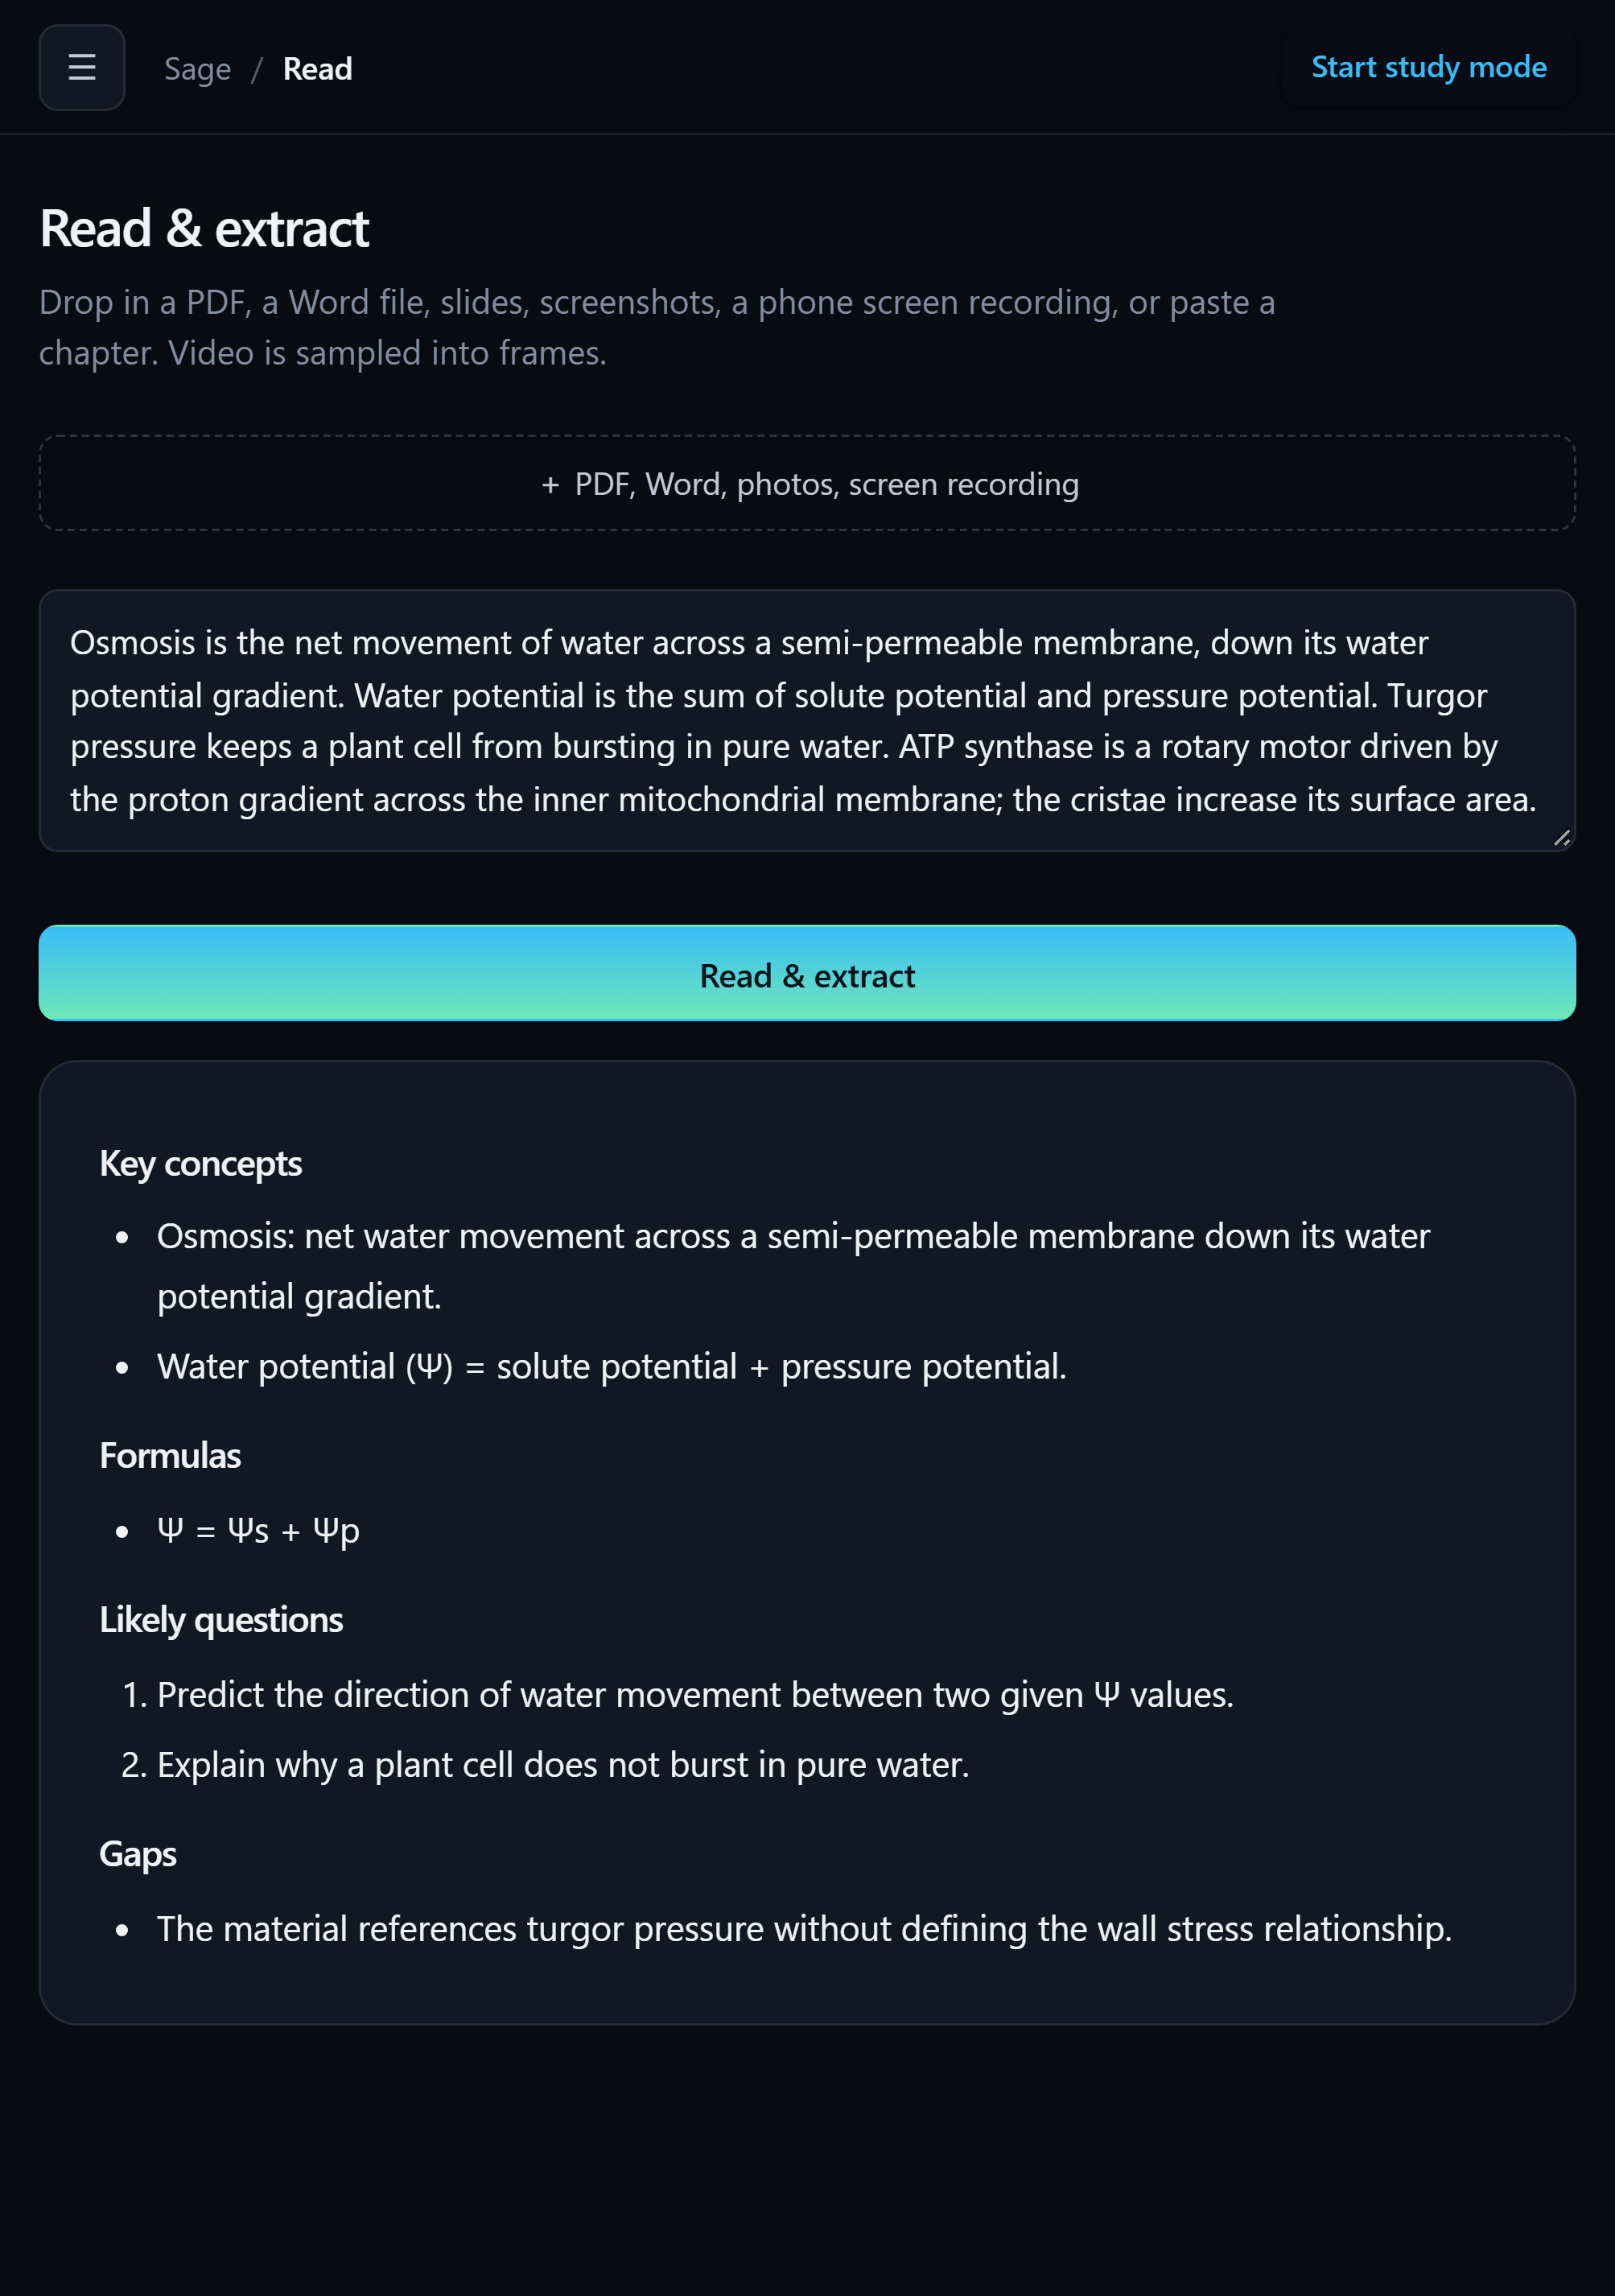 ☰ Sage / Read Start study mode
Read & extract
Drop in a PDF, a Word file, slides, screenshots, a phone screen recording, or paste a
chapter. Video is sampled into frames.
+ PDF, Word, photos, screen recording
Osmosis is the net movement of water across a semi-permeable membrane, down its water
potential gradient. Water potential is the sum of solute potential and pressure potential. Turgor
pressure keeps a plant cell from bursting in pure water. ATP synthase is a rotary motor driven by
the proton gradient across the inner mitochondrial membrane; the cristae increase its surface area.
Read & extract
Key concepts
• Osmosis: net water movement across a semi-permeable membrane down its water
potential gradient.
• Water potential (Ψ) = solute potential + pressure potential.
Formulas
• Ψ = Ψs + Ψp
Likely questions
1. Predict the direction of water movement between two given Ψ values.
2. Explain why a plant cell does not burst in pure water.
Gaps
• The material references turgor pressure without defining the wall stress relationship.